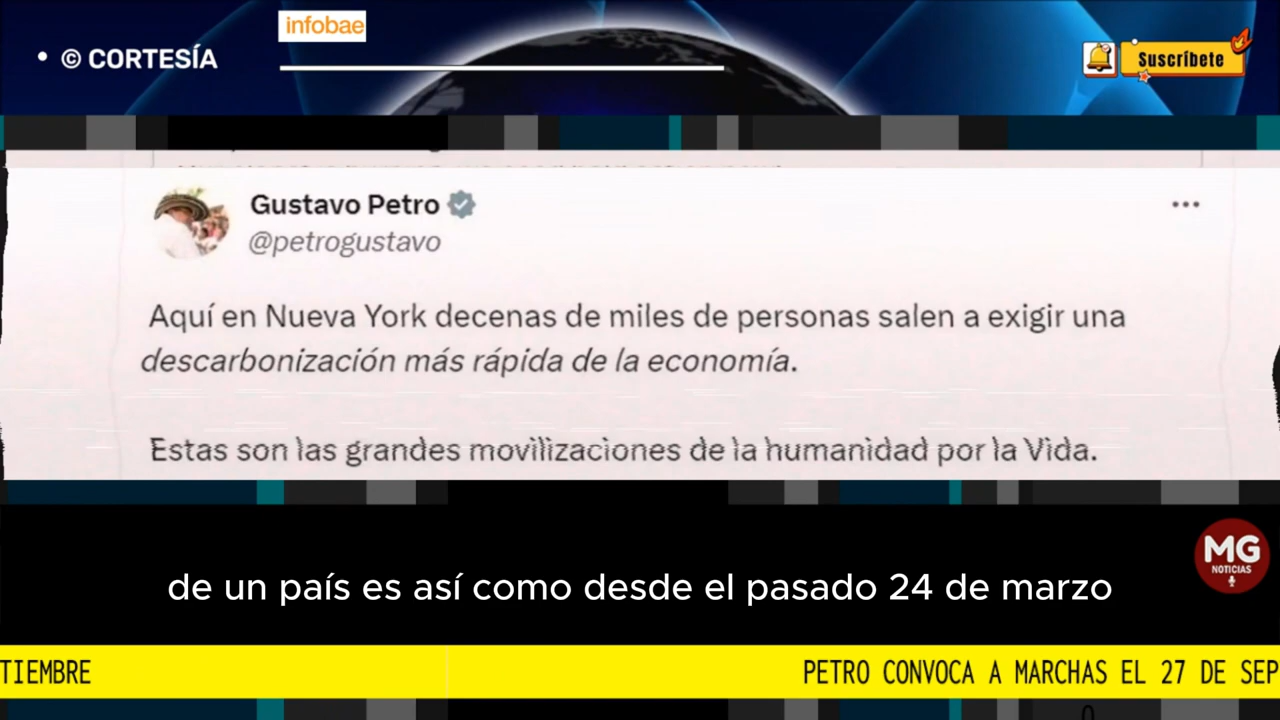 infobae
• © CORTESÍA
Suscríbete
Gustavo Petro
@petrogustavo
Aquí en Nueva York decenas de miles de personas salen a exigir una
descarbonización más rápida de la economía.
Estas son las grandes movilizaciones de la humanidad por la Vida.
MG
NOTICIAS
de un país es así como desde el pasado 24 de marzo
TIEMBRE
PETRO CONVOCA A MARCHAS EL 27 DE SEP